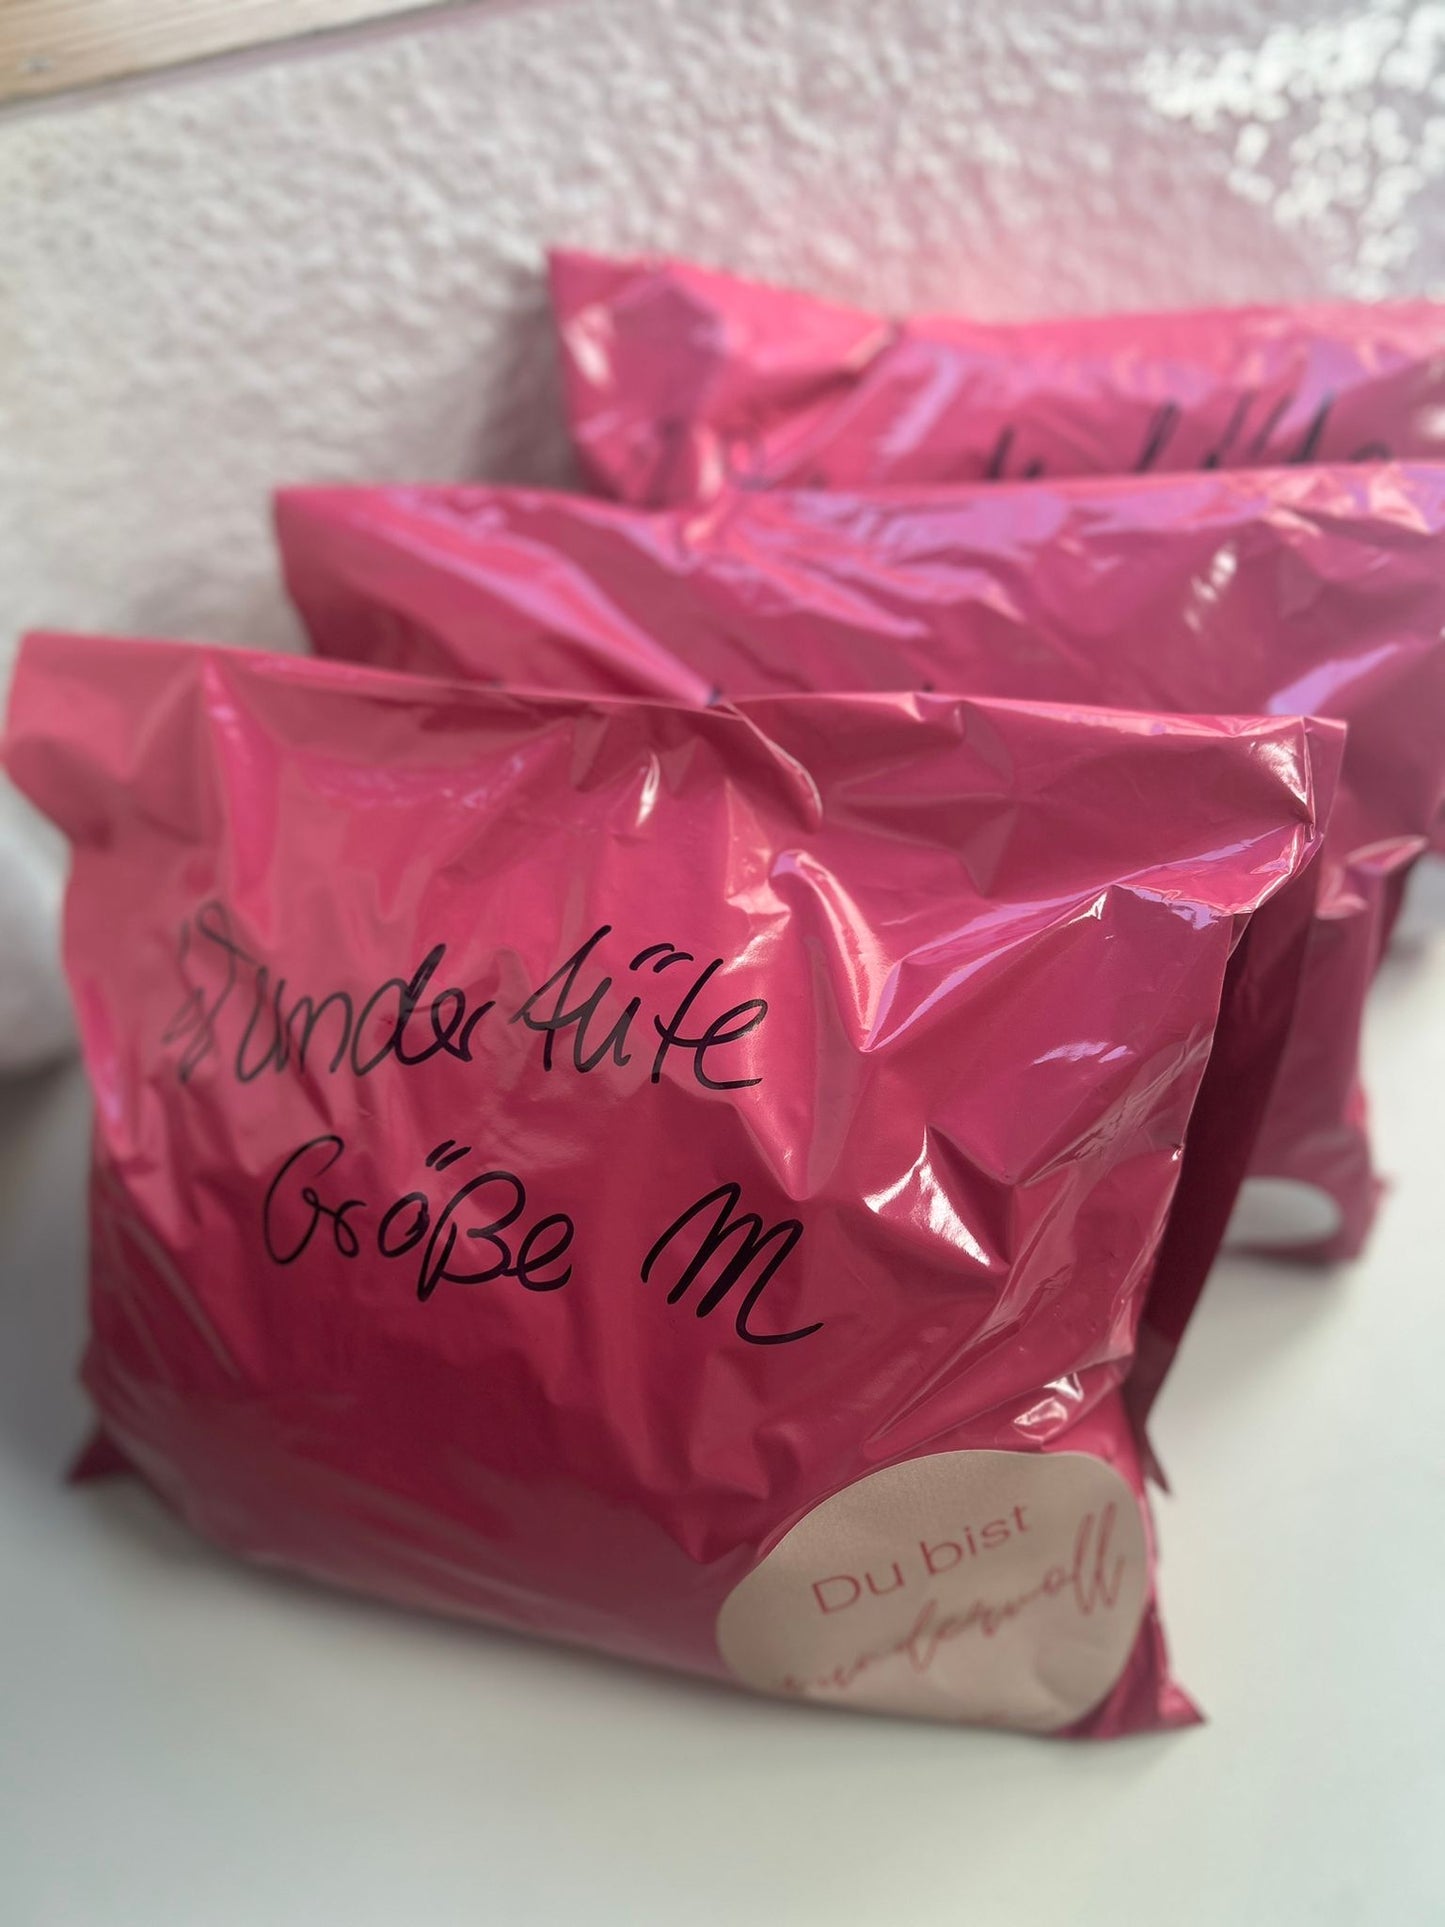 Wundertüte
Größe M
Du bist
wundervoll